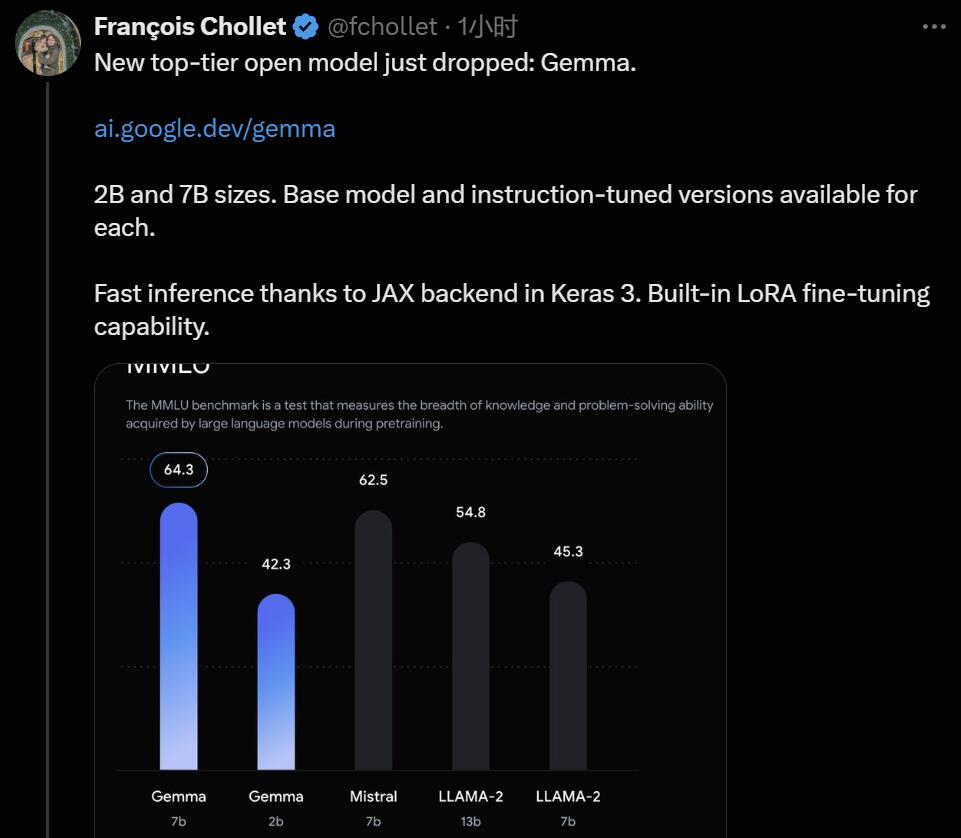 François Chollet @fchollet · 1小时
New top-tier open model just dropped: Gemma.
ai.google.dev/gemma
2B and 7B sizes. Base model and instruction-tuned versions available for
each.
Fast inference thanks to JAX backend in Keras 3. Built-in LoRA fine-tuning
capability.
MMLU
The MMLU benchmark is a test that measures the breadth of knowledge and problem-solving ability
acquired by large language models during pretraining.
64.3
62.5
54.8
45.3
42.3
Gemma Gemma Mistral LLAMA-2 LLAMA-2
7b 2b 7b 13b 7b